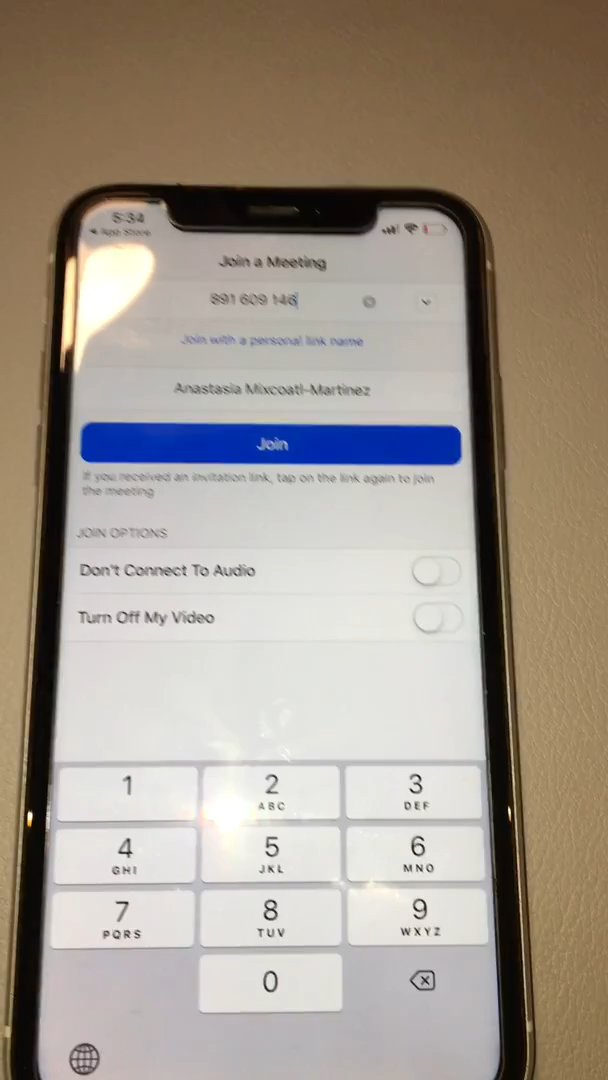 5:34
App Store
Join a Meeting
891 609 146
Join with a personal link name
Anastasia Mixcoatl-Martinez
Join
If you received an invitation link, tap on the link again to join
the meeting
JOIN OPTIONS
Don't Connect To Audio
Turn Off My Video
1 2 3
ABC DEF
4 5 6
GHI JKL MNO
7 8 9
PQRS TUV WXYZ
0